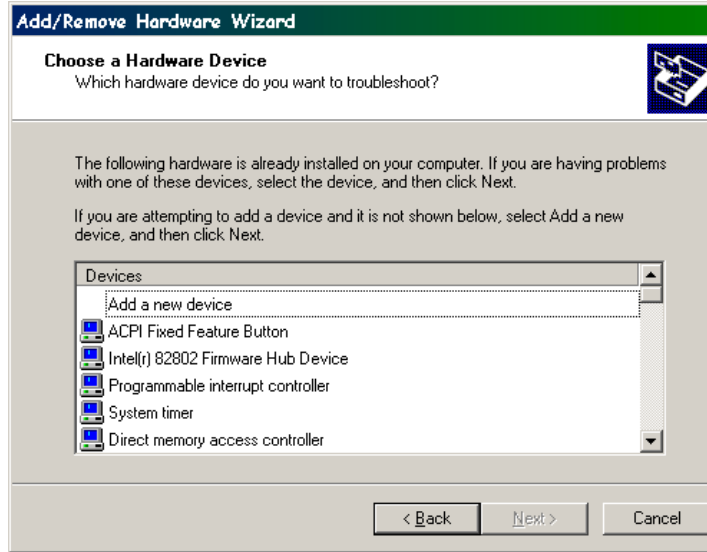 Add/Remove Hardware Wizard
Choose a Hardware Device
Which hardware device do you want to troubleshoot?
The following hardware is already installed on your computer. If you are having problems
with one of these devices, select the device, and then click Next.
If you are attempting to add a device and it is not shown below, select Add a new
device, and then click Next.
Devices
Add a new device
ACPI Fixed Feature Button
Intel(r) 82802 Firmware Hub Device
Programmable interrupt controller
System timer
Direct memory access controller
< Back
Next >
Cancel